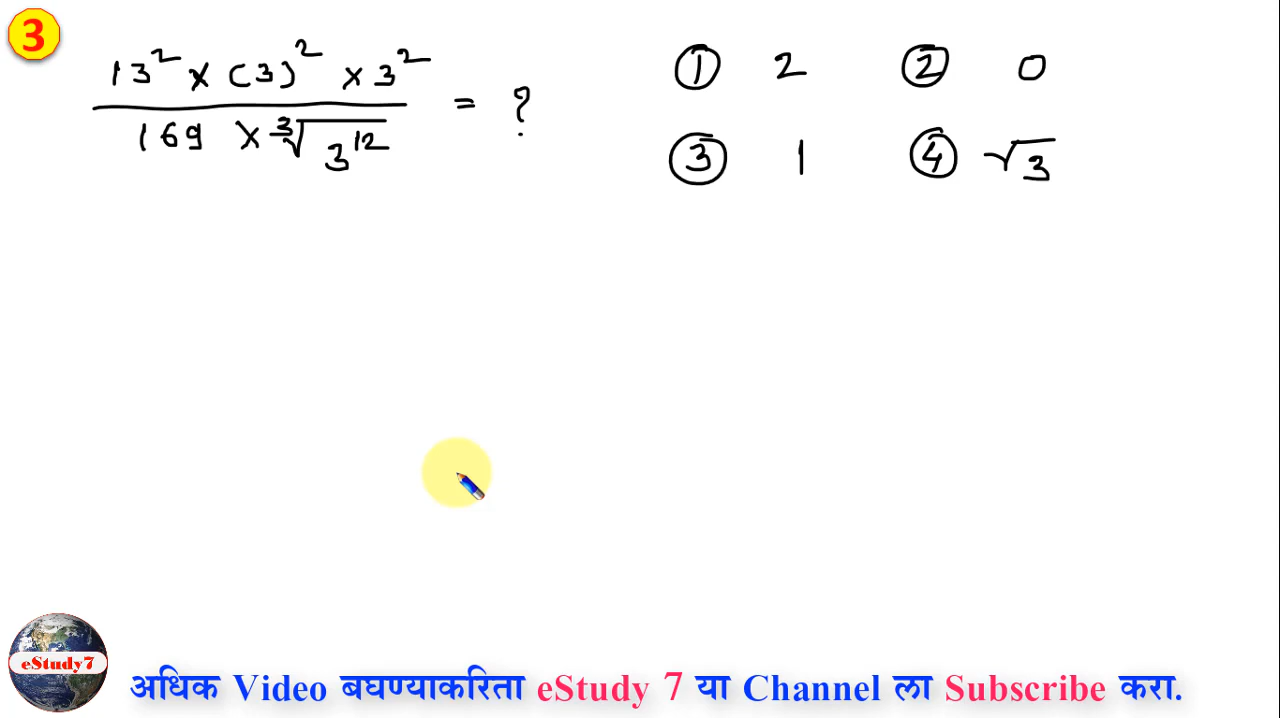 3
13² × (3)² × 3² / 169 × ∛3¹² = ?
① 2 ② 0
③ 1 ④ √3
eStudy7
अधिक Video बघण्याकरिता eStudy 7 या Channel ला Subscribe करा.